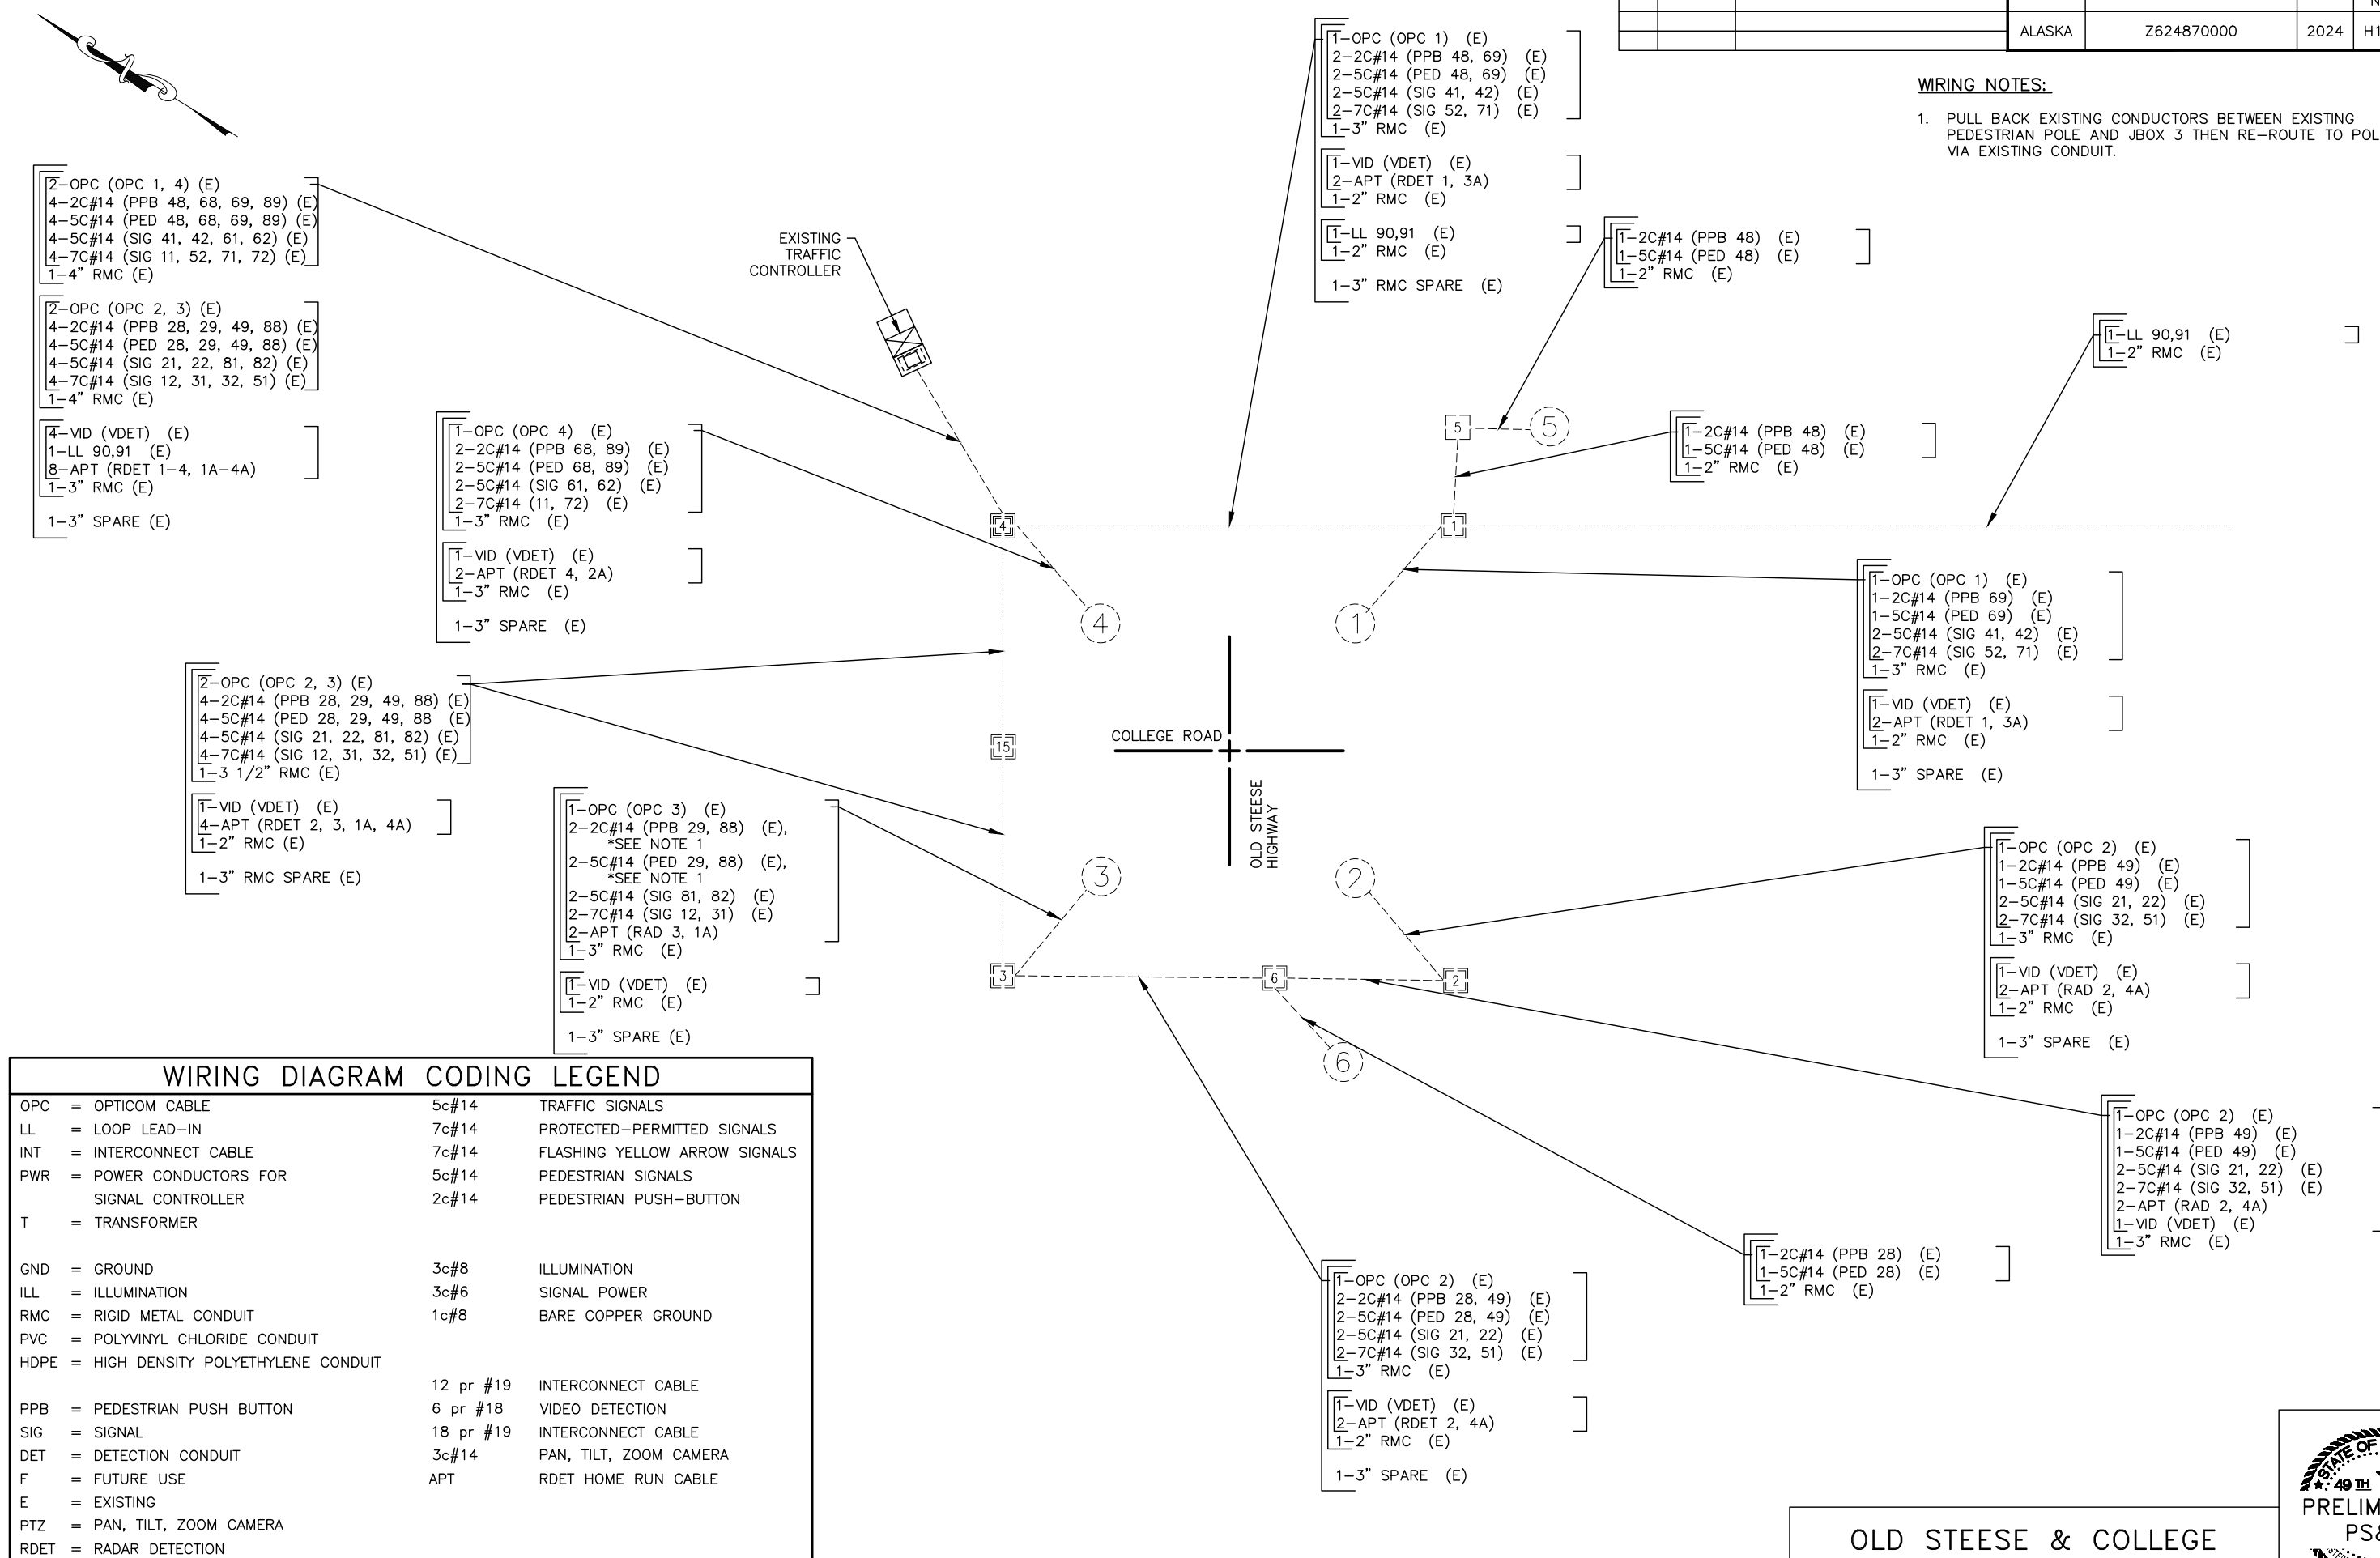 ALASKA Z624870000 2024
WIRING NOTES:
1. PULL BACK EXISTING CONDUCTORS BETWEEN EXISTING
PEDESTRIAN POLE AND JBOX 3 THEN RE-ROUTE TO
VIA EXISTING CONDUIT.
2-OPC (OPC 1, 4) (E)
4-2C#14 (PPB 48, 68, 69, 89) (E)
4-5C#14 (PED 48, 68, 69, 89) (E)
4-5C#14 (SIG 41, 42, 61, 62) (E)
4-7C#14 (SIG 11, 52, 71, 72) (E)
1-4" RMC (E)
2-OPC (OPC 2, 3) (E)
4-2C#14 (PPB 28, 29, 49, 88) (E)
4-5C#14 (PED 28, 29, 49, 88) (E)
4-5C#14 (SIG 21, 22, 81, 82) (E)
4-7C#14 (SIG 12, 31, 32, 51) (E)
1-4" RMC (E)
4-VID (VDET) (E)
1-LL 90,91 (E)
8-APT (RDET 1-4, 1A-4A)
1-3" RMC (E)
1-3" SPARE (E)
EXISTING
TRAFFIC
CONTROLLER
1-OPC (OPC 1) (E)
2-2C#14 (PPB 48, 69) (E)
2-5C#14 (PED 48, 69) (E)
2-5C#14 (SIG 41, 42) (E)
2-7C#14 (SIG 52, 71) (E)
1-3" RMC (E)
1-VID (VDET) (E)
2-APT (RDET 1, 3A)
1-2" RMC (E)
1-LL 90,91 (E)
1-2" RMC (E)
1-3" RMC SPARE (E)
1-2C#14 (PPB 48) (E)
1-5C#14 (PED 48) (E)
1-2" RMC (E)
1-LL 90,91 (E)
1-2" RMC (E)
1-2C#14 (PPB 48) (E)
1-5C#14 (PED 48) (E)
1-2" RMC (E)
5
5
4
1
4
1
1-OPC (OPC 4) (E)
2-2C#14 (PPB 68, 89) (E)
2-5C#14 (PED 68, 89) (E)
2-5C#14 (SIG 61, 62) (E)
2-7C#14 (11, 72) (E)
1-3" RMC (E)
1-VID (VDET) (E)
2-APT (RDET 4, 2A)
1-3" RMC (E)
1-3" SPARE (E)
1-OPC (OPC 1) (E)
1-2C#14 (PPB 69) (E)
1-5C#14 (PED 69) (E)
2-5C#14 (SIG 41, 42) (E)
2-7C#14 (SIG 52, 71) (E)
1-3" RMC (E)
1-VID (VDET) (E)
2-APT (RDET 1, 3A)
1-2" RMC (E)
1-3" SPARE (E)
2-OPC (OPC 2, 3) (E)
4-2C#14 (PPB 28, 29, 49, 88) (E)
4-5C#14 (PED 28, 29, 49, 88 (E)
4-5C#14 (SIG 21, 22, 81, 82) (E)
4-7C#14 (SIG 12, 31, 32, 51) (E)
1-3 1/2" RMC (E)
1-VID (VDET) (E)
4-APT (RDET 2, 3, 1A, 4A)
1-2" RMC (E)
1-3" RMC SPARE (E)
15
COLLEGE ROAD
OLD STEESE
HIGHWAY
1-OPC (OPC 3) (E)
2-2C#14 (PPB 29, 88) (E),
*SEE NOTE 1
2-5C#14 (PED 29, 88) (E),
*SEE NOTE 1
2-5C#14 (SIG 81, 82) (E)
2-7C#14 (SIG 12, 31) (E)
2-APT (RAD 3, 1A)
1-3" RMC (E)
1-VID (VDET) (E)
1-2" RMC (E)
1-3" SPARE (E)
3
2
3
6
2
6
1-OPC (OPC 2) (E)
1-2C#14 (PPB 49) (E)
1-5C#14 (PED 49) (E)
2-5C#14 (SIG 21, 22) (E)
2-7C#14 (SIG 32, 51) (E)
1-3" RMC (E)
1-VID (VDET) (E)
2-APT (RAD 2, 4A)
1-2" RMC (E)
1-3" SPARE (E)
1-OPC (OPC 2) (E)
1-2C#14 (PPB 49) (E)
1-5C#14 (PED 49) (E)
2-5C#14 (SIG 21, 22) (E)
2-7C#14 (SIG 32, 51) (E)
2-APT (RAD 2, 4A)
1-VID (VDET) (E)
1-3" RMC (E)
1-2C#14 (PPB 28) (E)
1-5C#14 (PED 28) (E)
1-2" RMC (E)
1-OPC (OPC 2) (E)
2-2C#14 (PPB 28, 49) (E)
2-5C#14 (PED 28, 49) (E)
2-5C#14 (SIG 21, 22) (E)
2-7C#14 (SIG 32, 51) (E)
1-3" RMC (E)
1-VID (VDET) (E)
2-APT (RDET 2, 4A)
1-2" RMC (E)
1-3" SPARE (E)
WIRING DIAGRAM CODING LEGEND
OPC = OPTICOM CABLE 5c#14 TRAFFIC SIGNALS
LL = LOOP LEAD-IN 7c#14 PROTECTED-PERMITTED SIGNALS
INT = INTERCONNECT CABLE 7c#14 FLASHING YELLOW ARROW SIGNALS
PWR = POWER CONDUCTORS FOR 5c#14 PEDESTRIAN SIGNALS
SIGNAL CONTROLLER 2c#14 PEDESTRIAN PUSH-BUTTON
T = TRANSFORMER
GND = GROUND 3c#8 ILLUMINATION
ILL = ILLUMINATION 3c#6 SIGNAL POWER
RMC = RIGID METAL CONDUIT 1c#8 BARE COPPER GROUND
PVC = POLYVINYL CHLORIDE CONDUIT
HDPE = HIGH DENSITY POLYETHYLENE CONDUIT
12 pr #19 INTERCONNECT CABLE
PPB = PEDESTRIAN PUSH BUTTON 6 pr #18 VIDEO DETECTION
SIG = SIGNAL 18 pr #19 INTERCONNECT CABLE
DET = DETECTION CONDUIT 3c#14 PAN, TILT, ZOOM CAMERA
F = FUTURE USE APT RDET HOME RUN CABLE
E = EXISTING
PTZ = PAN, TILT, ZOOM CAMERA
RDET = RADAR DETECTION
OLD STEESE & COLLEGE
STATE OF
49 TH